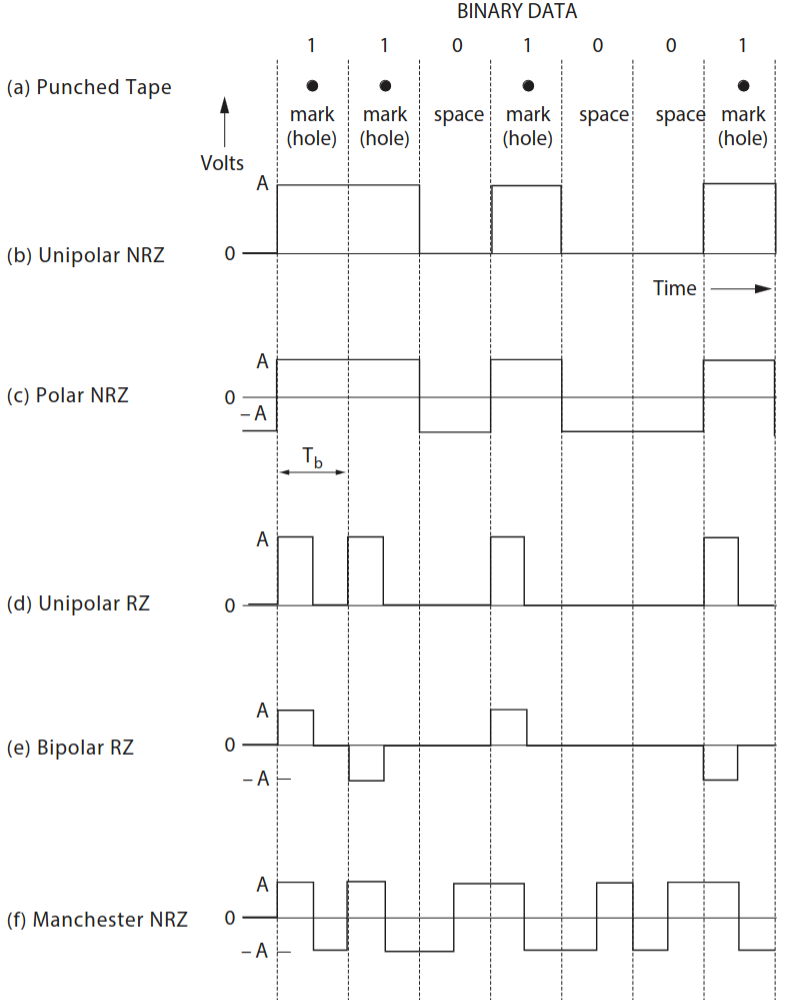 BINARY DATA
1 1 0 1 0 0 1
(a) Punched Tape
mark mark space mark space space mark
(hole) (hole) (hole) (hole)
Volts
A
(b) Unipolar NRZ 0
Time
A
(c) Polar NRZ 0
– A
Tb
A
(d) Unipolar RZ 0
A
(e) Bipolar RZ 0
– A
A
(f) Manchester NRZ 0
– A